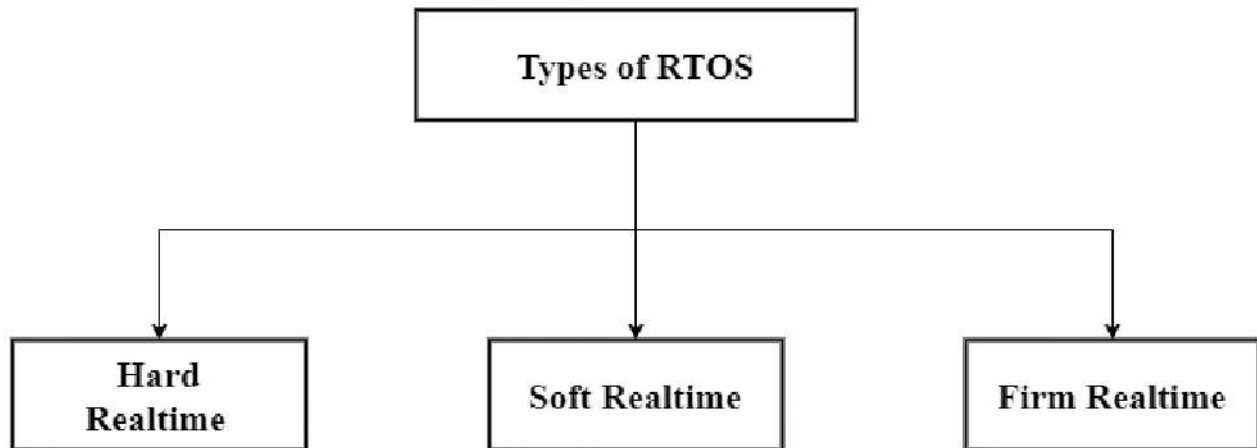 Types of RTOS
Hard
Realtime
Soft Realtime
Firm Realtime